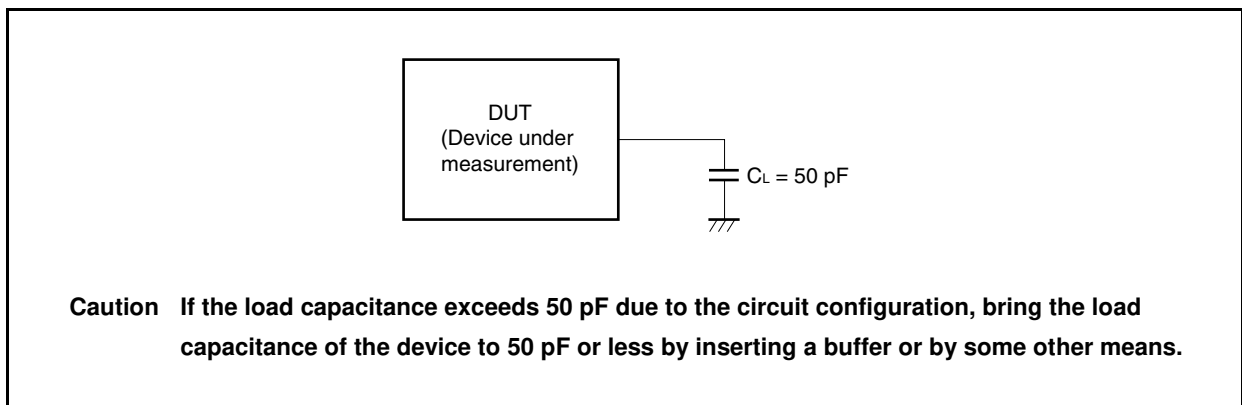 DUT
(Device under
measurement)
CL = 50 pF
Caution If the load capacitance exceeds 50 pF due to the circuit configuration, bring the load
capacitance of the device to 50 pF or less by inserting a buffer or by some other means.